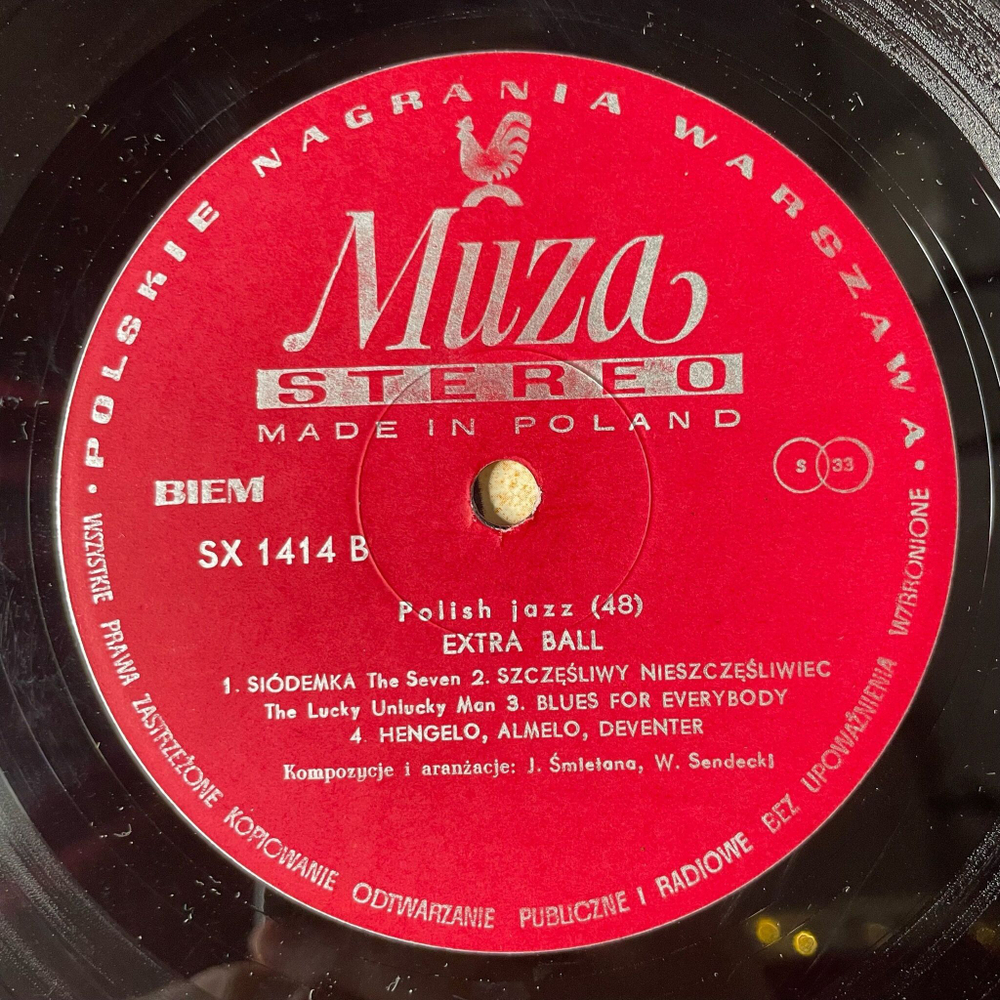 • POLSKIE NAGRANIA WARSZAWA •
Muza
STEREO
MADE IN POLAND
S 33
BIEM
SX 1414 B
Polish jazz (48)
EXTRA BALL
1. SIÓDEMKA The Seven 2. SZCZĘŚLIWY NIESZCZĘŚLIWIEC
The Lucky Unlucky Man 3. BLUES FOR EVERYBODY
4. HENGELO, ALMELO, DEVENTER
Kompozycje i aranżacje: J. Śmietana, W. Sendecki
WSZYSTKIE PRAWA ZASTRZEŻONE KOPIOWANIE ODTWARZANIE PUBLICZNE I RADIOWE BEZ UPOWAŻNIENIA WZBRONIONE